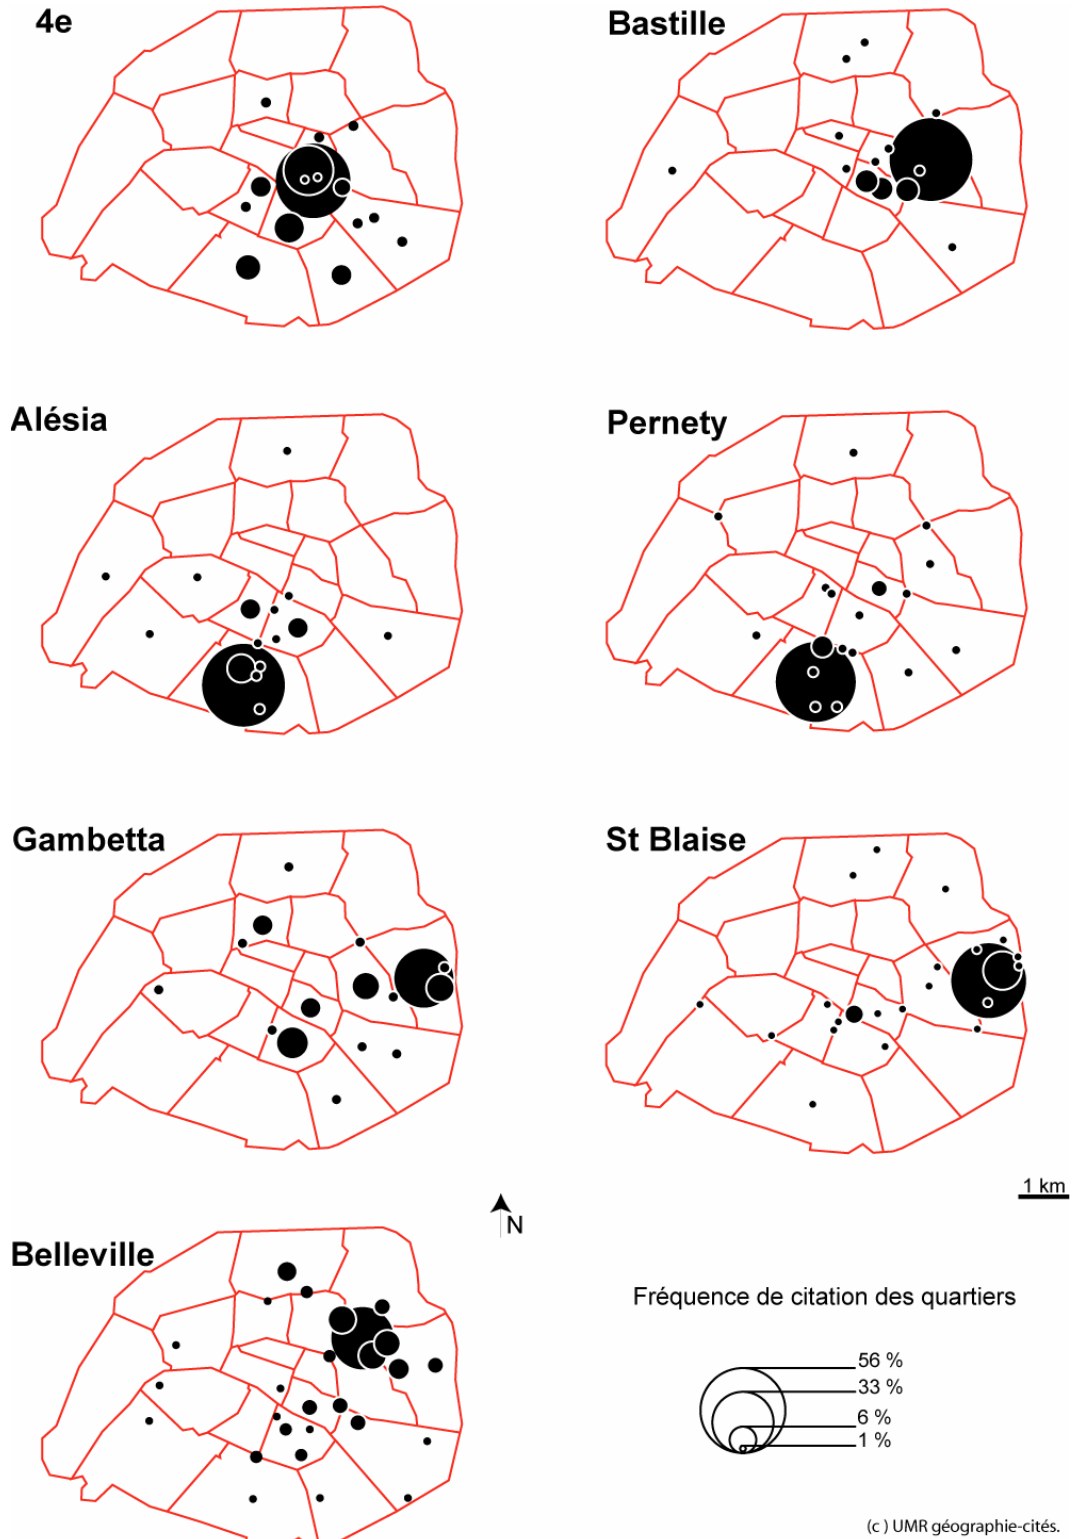 4e
Bastille
Alésia
Pernety
Gambetta
St Blaise
1 km
N
Belleville
Fréquence de citation des quartiers
56 %
33 %
6 %
1 %
(c ) UMR géographie-cités.